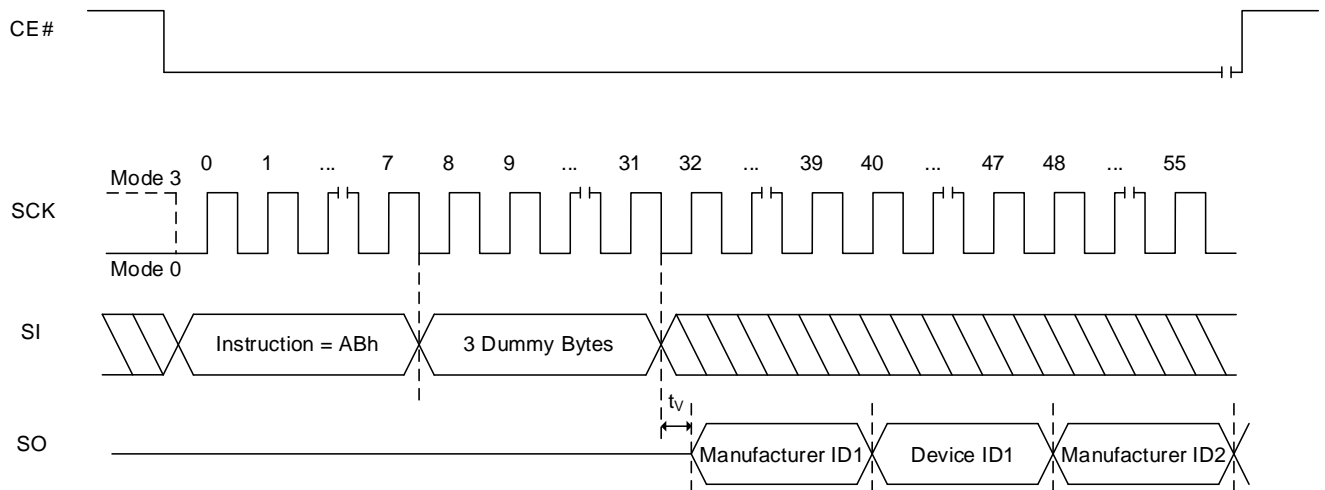 CE#
0 1 ... 7 8 9 ... 31 32 ... 39 40 ... 47 48 ... 55
Mode 3
SCK
Mode 0
SI
Instruction = ABh
3 Dummy Bytes
tV
SO
Manufacturer ID1
Device ID1
Manufacturer ID2